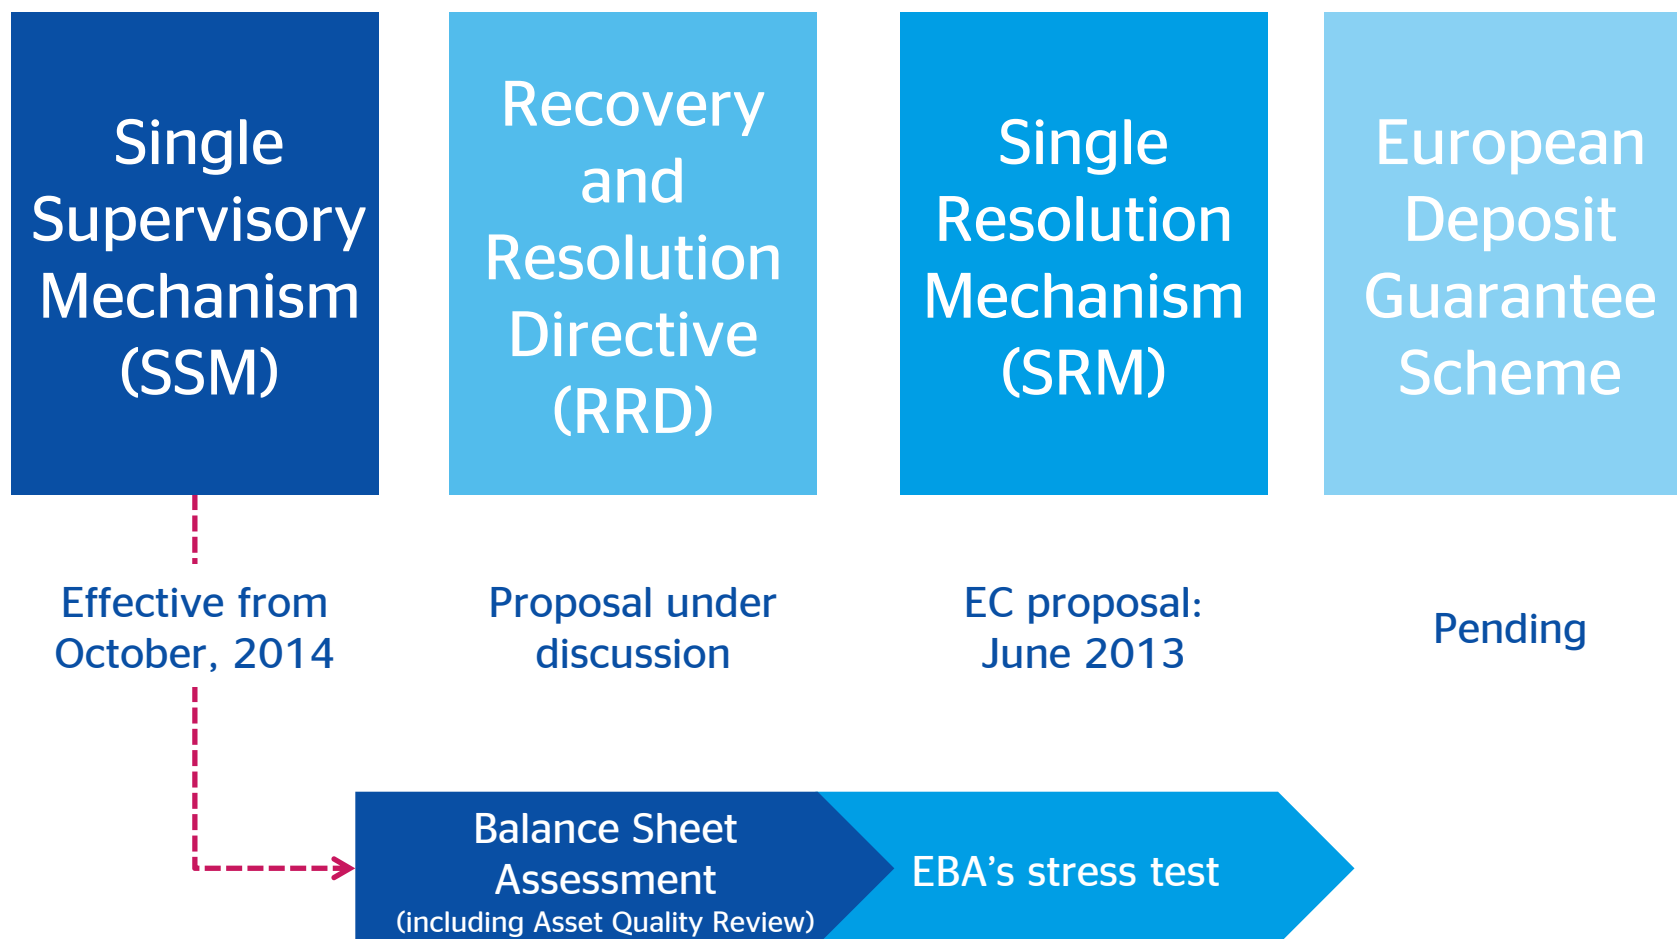 Single
Supervisory
Mechanism
(SSM)
Recovery
and
Resolution
Directive
(RRD)
Single
Resolution
Mechanism
(SRM)
European
Deposit
Guarantee
Scheme
Effective from
October, 2014
Proposal under
discussion
EC proposal:
June 2013
Pending
Balance Sheet
Assessment
(including Asset Quality Review)
EBA’s stress test